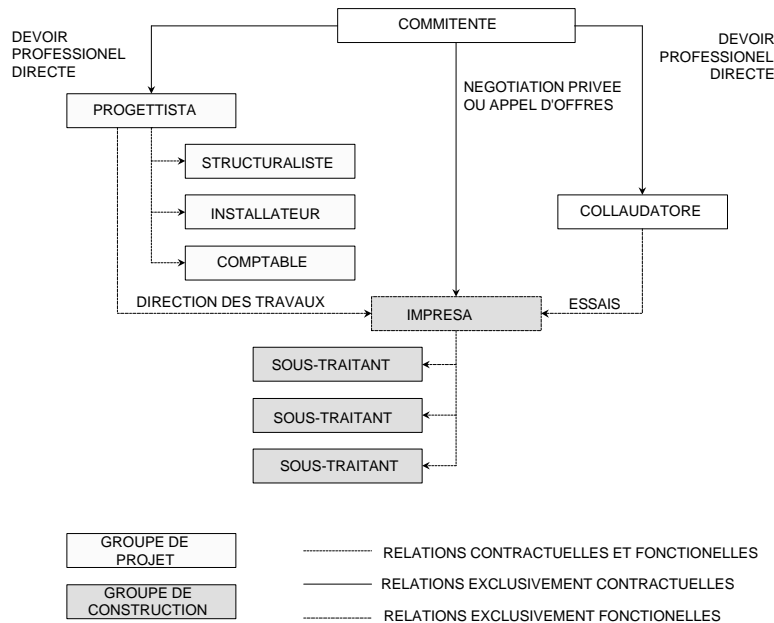 COMMITENTE
DEVOIR
PROFESSIONEL
DIRECTE
DEVOIR
PROFESSIONEL
DIRECTE
NEGOTIATION PRIVEE
OU APPEL D'OFFRES
PROGETTISTA
STRUCTURALISTE
INSTALLATEUR
COLLAUDATORE
COMPTABLE
DIRECTION DES TRAVAUX
IMPRESA
ESSAIS
SOUS-TRAITANT
SOUS-TRAITANT
SOUS-TRAITANT
GROUPE DE
PROJET
RELATIONS CONTRACTUELLES ET FONCTIONELLES
RELATIONS EXCLUSIVEMENT CONTRACTUELLES
GROUPE DE
CONSTRUCTION
RELATIONS EXCLUSIVEMENT FONCTIONELLES